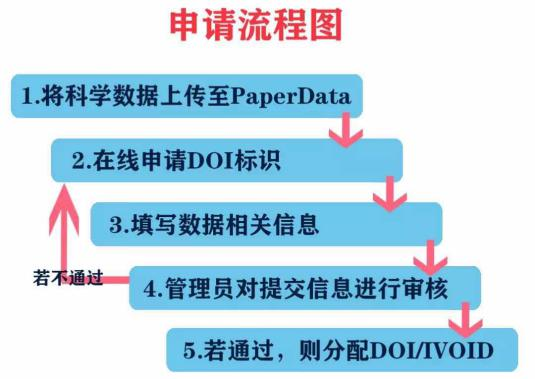 申请流程图
1.将科学数据上传至PaperData
2.在线申请DOI标识
3.填写数据相关信息
若不通过
4.管理员对提交信息进行审核
5.若通过，则分配DOI/IVOID